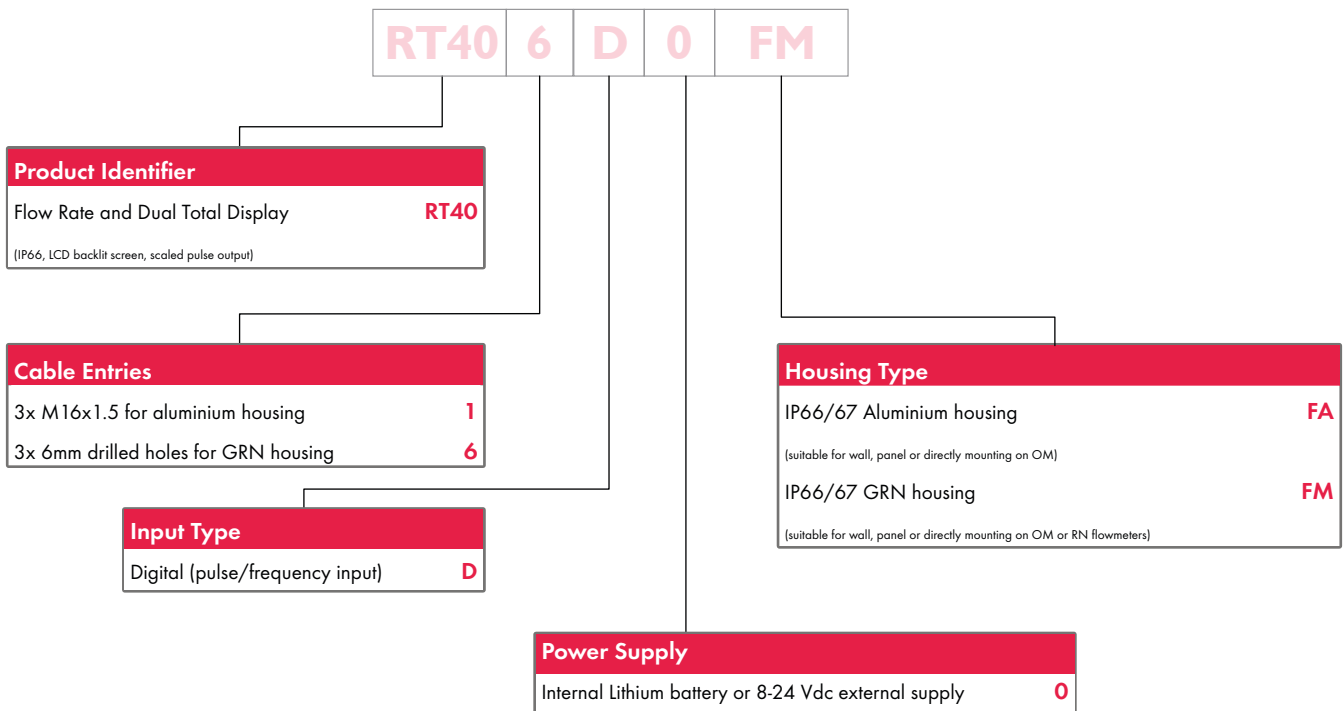 RT40 6 D 0 FM
Product Identifier
Flow Rate and Dual Total Display RT40
(IP66, LCD backlit screen, scaled pulse output)
Cable Entries
3x M16x1.5 for aluminium housing 1
3x 6mm drilled holes for GRN housing 6
Input Type
Digital (pulse/frequency input) D
Power Supply
Internal Lithium battery or 8-24 Vdc external supply 0
Housing Type
IP66/67 Aluminium housing FA
(suitable for wall, panel or directly mounting on OM)
IP66/67 GRN housing FM
(suitable for wall, panel or directly mounting on OM or RN flowmeters)